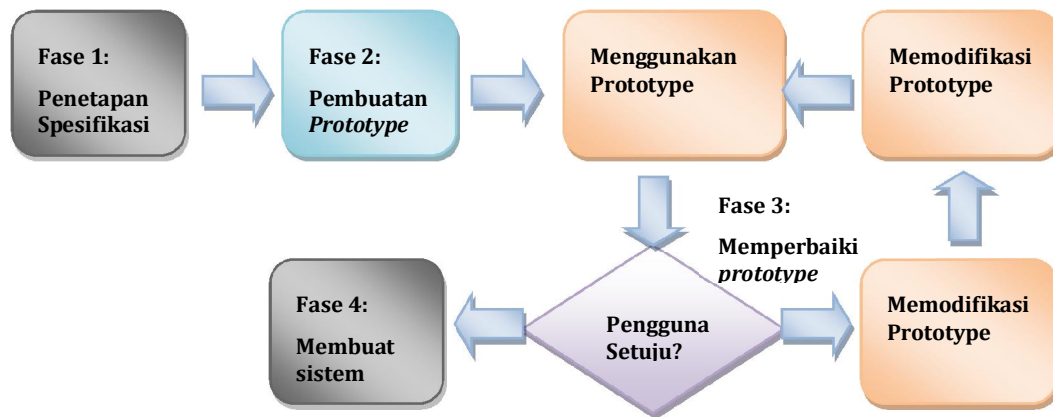 Fase 1:
Penetapan
Spesifikasi
Fase 2:
Pembuatan
Prototype
Menggunakan
Prototype
Memodifikasi
Prototype
Fase 3:
Memperbaiki
prototype
Fase 4:
Membuat
sistem
Pengguna
Setuju?
Memodifikasi
Prototype